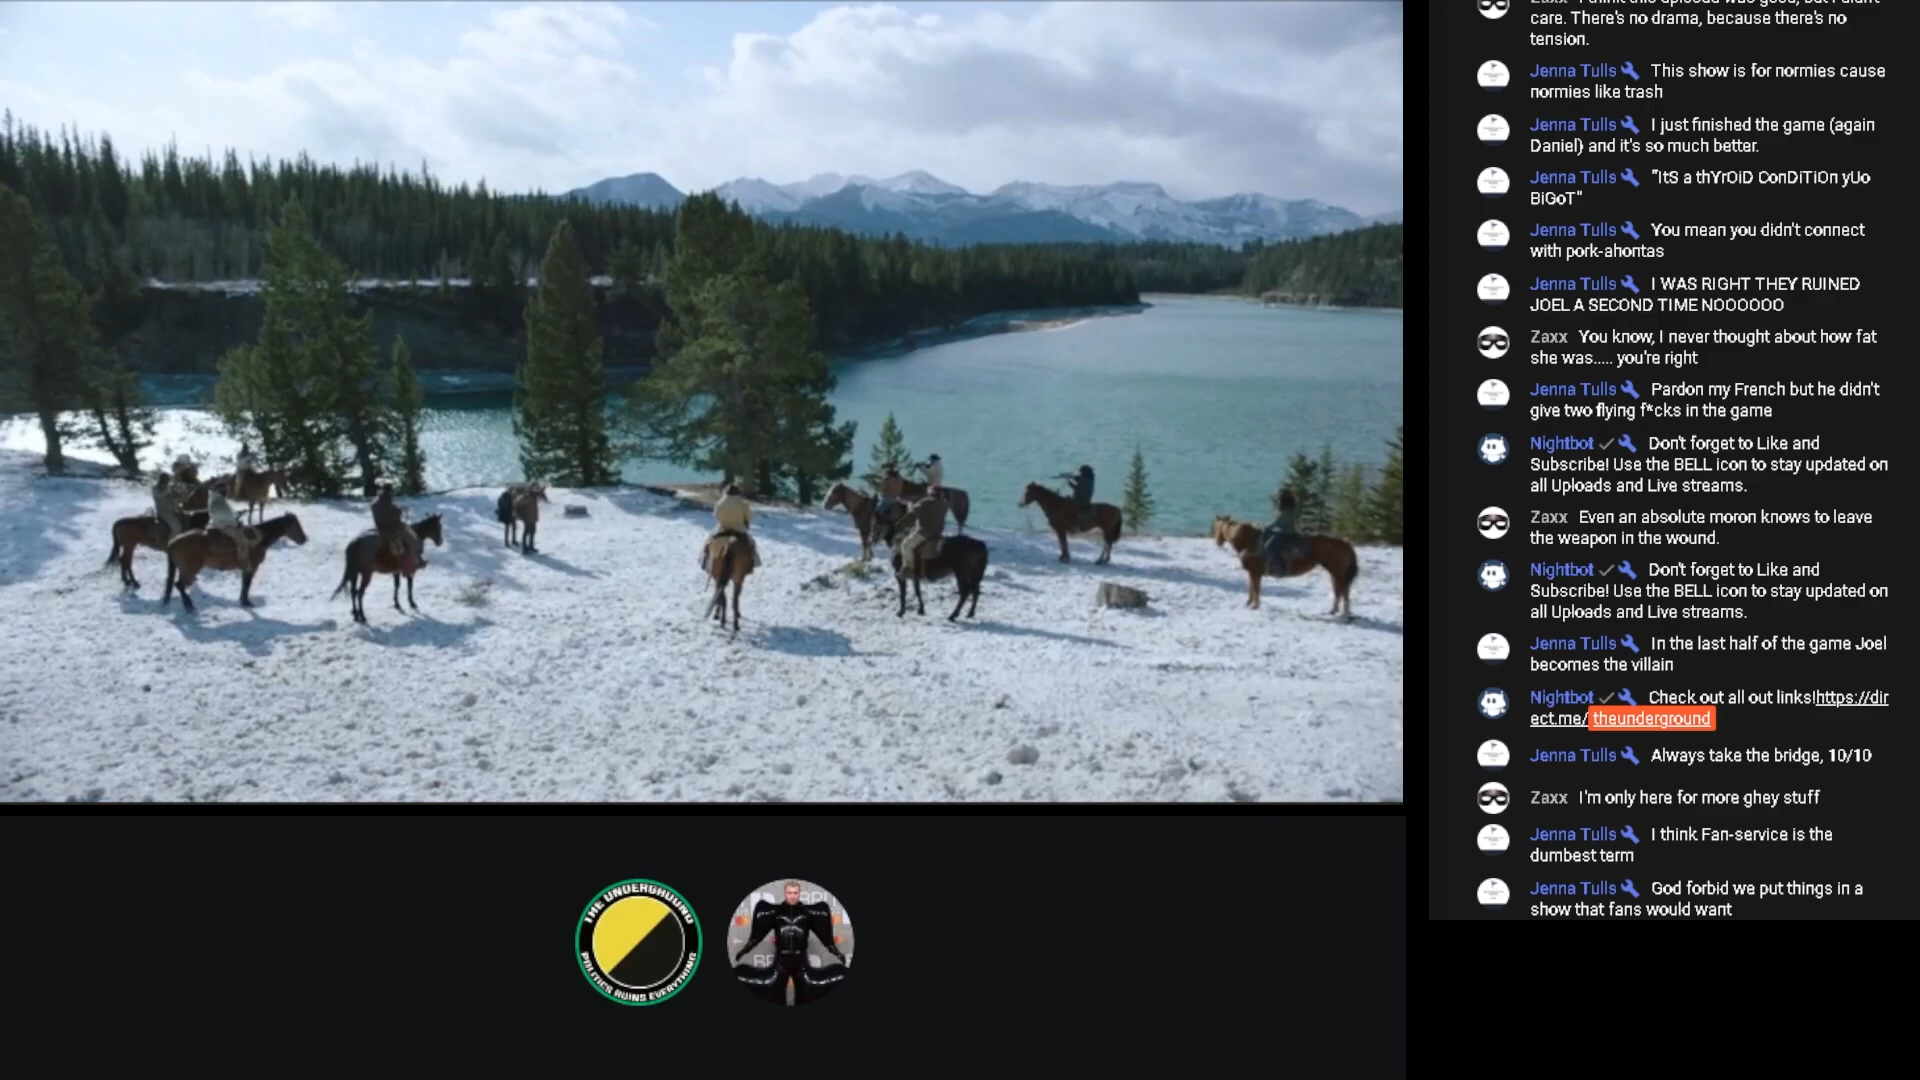 care. There's no drama, because there's no
tension.
Jenna Tulls This show is for normies cause
normies like trash
Jenna Tulls I just finished the game (again
Daniel) and it's so much better.
Jenna Tulls "ItS a thYrOiD ConDiTiOn yUo
BiGoT"
Jenna Tulls You mean you didn't connect
with pork-ahontas
Jenna Tulls I WAS RIGHT THEY RUINED
JOEL A SECOND TIME NOOOOOO
Zaxx You know, I never thought about how fat
she was..... you're right
Jenna Tulls Pardon my French but he didn't
give two flying f*cks in the game
Nightbot Don't forget to Like and
Subscribe! Use the BELL icon to stay updated on
all Uploads and Live streams.
Zaxx Even an absolute moron knows to leave
the weapon in the wound.
Nightbot Don't forget to Like and
Subscribe! Use the BELL icon to stay updated on
all Uploads and Live streams.
Jenna Tulls In the last half of the game Joel
becomes the villain
Nightbot Check out all out links!https://dir
ect.me/theunderground
Jenna Tulls Always take the bridge, 10/10
Zaxx I'm only here for more ghey stuff
Jenna Tulls I think Fan-service is the
dumbest term
Jenna Tulls God forbid we put things in a
show that fans would want
THE UNDERGROUND
POLITICS RUINS EVERYTHING